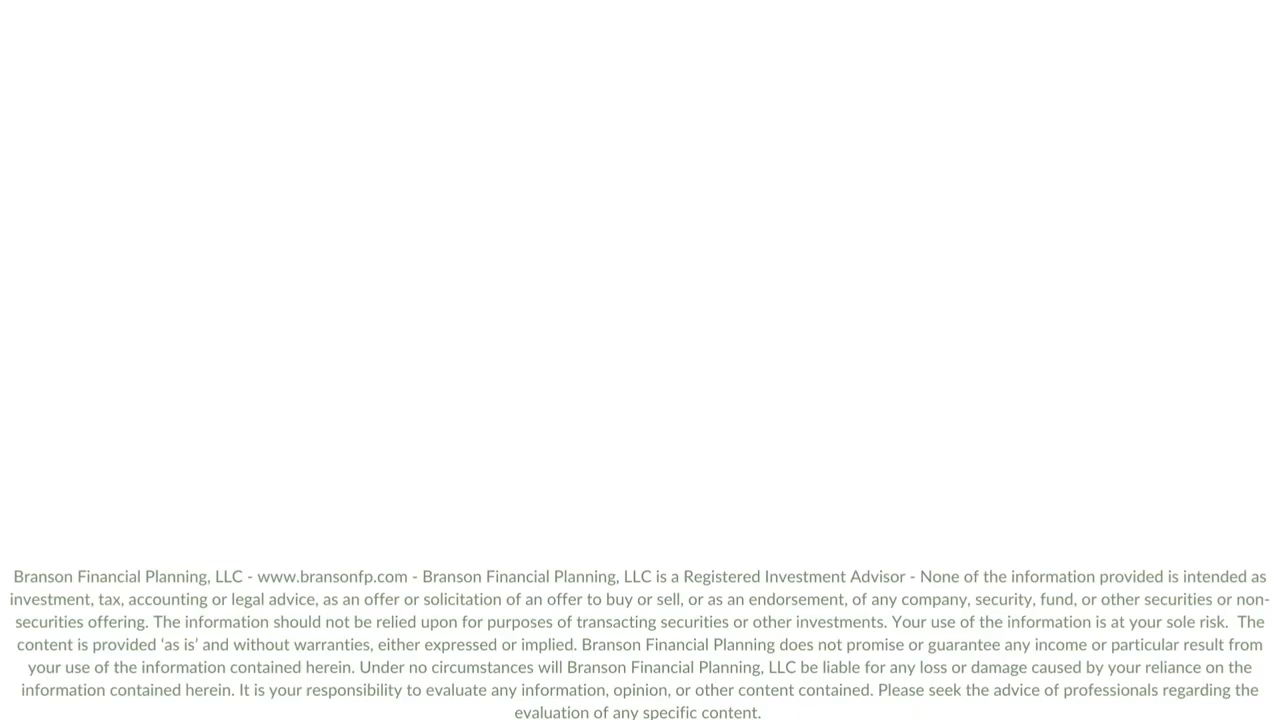 Branson Financial Planning, LLC - www.bransonfp.com - Branson Financial Planning, LLC is a Registered Investment Advisor - None of the information provided is intended as
investment, tax, accounting or legal advice, as an offer or solicitation of an offer to buy or sell, or as an endorsement, of any company, security, fund, or other securities or non-
securities offering. The information should not be relied upon for purposes of transacting securities or other investments. Your use of the information is at your sole risk.  The
content is provided ‘as is’ and without warranties, either expressed or implied. Branson Financial Planning does not promise or guarantee any income or particular result from
your use of the information contained herein. Under no circumstances will Branson Financial Planning, LLC be liable for any loss or damage caused by your reliance on the
information contained herein. It is your responsibility to evaluate any information, opinion, or other content contained. Please seek the advice of professionals regarding the
evaluation of any specific content.